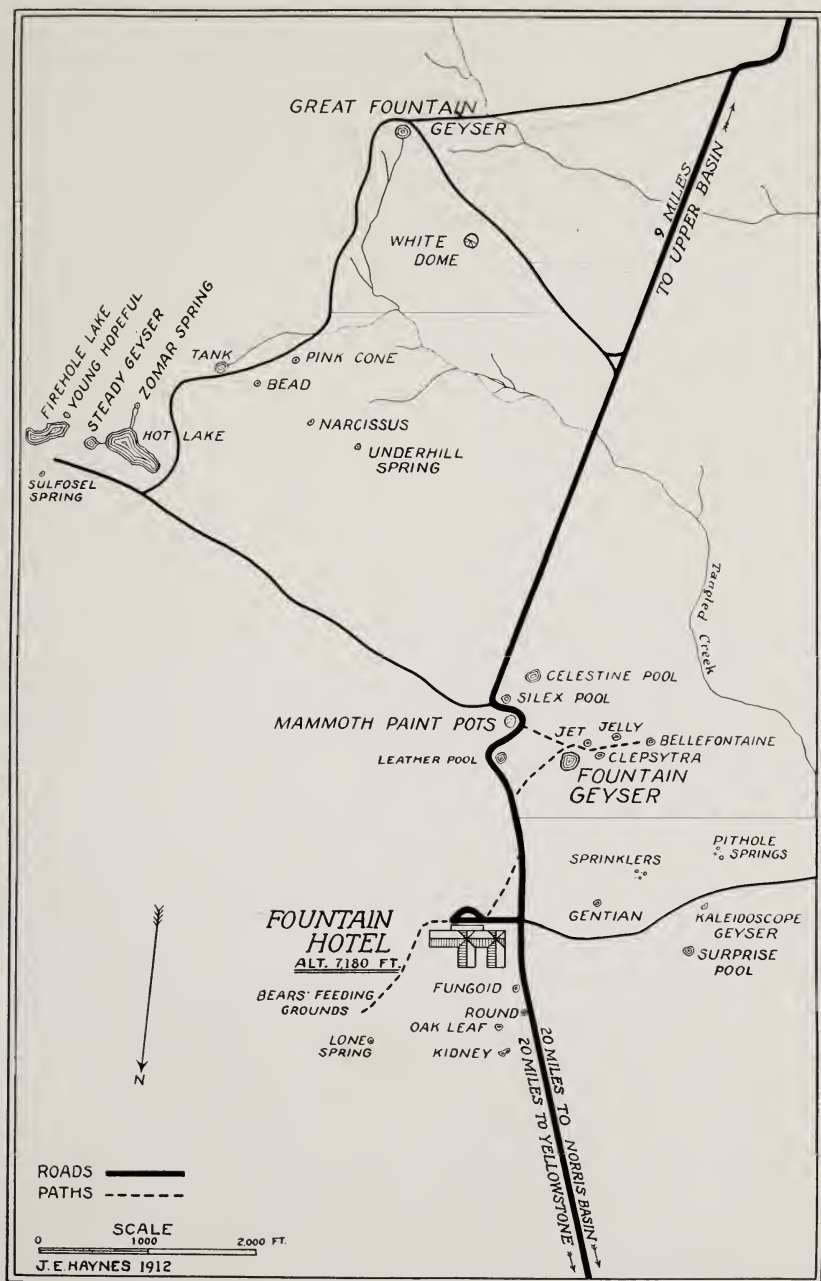 GREAT FOUNTAIN
GEYSER
9 MILES
TO UPPER BASIN
WHITE
DOME
FIREHOLE LAKE
YOUNG HOPEFUL
STEADY GEYSER
ZOMAR SPRING
TANK
PINK CONE
BEAD
HOT LAKE
NARCISSUS
UNDERHILL
SPRING
SULFOSEL
SPRING
Tangled Creek
CELESTINE POOL
SILEX POOL
MAMMOTH PAINT POTS
JET
JELLY
BELLEFONTAINE
LEATHER POOL
CLEPSYTRA
FOUNTAIN
GEYSER
PITHOLE
SPRINGS
SPRINKLERS
FOUNTAIN
HOTEL
ALT. 7,180 FT.
GENTIAN
KALEIDOSCOPE
GEYSER
SURPRISE
POOL
BEARS' FEEDING
GROUNDS
FUNGOID
ROUND
OAK LEAF
LONE
SPRING
KIDNEY
20 MILES TO NORRIS BASIN
20 MILES TO YELLOWSTONE
N
ROADS
PATHS
SCALE
0 1000 2,000 FT.
J. E. HAYNES 1912